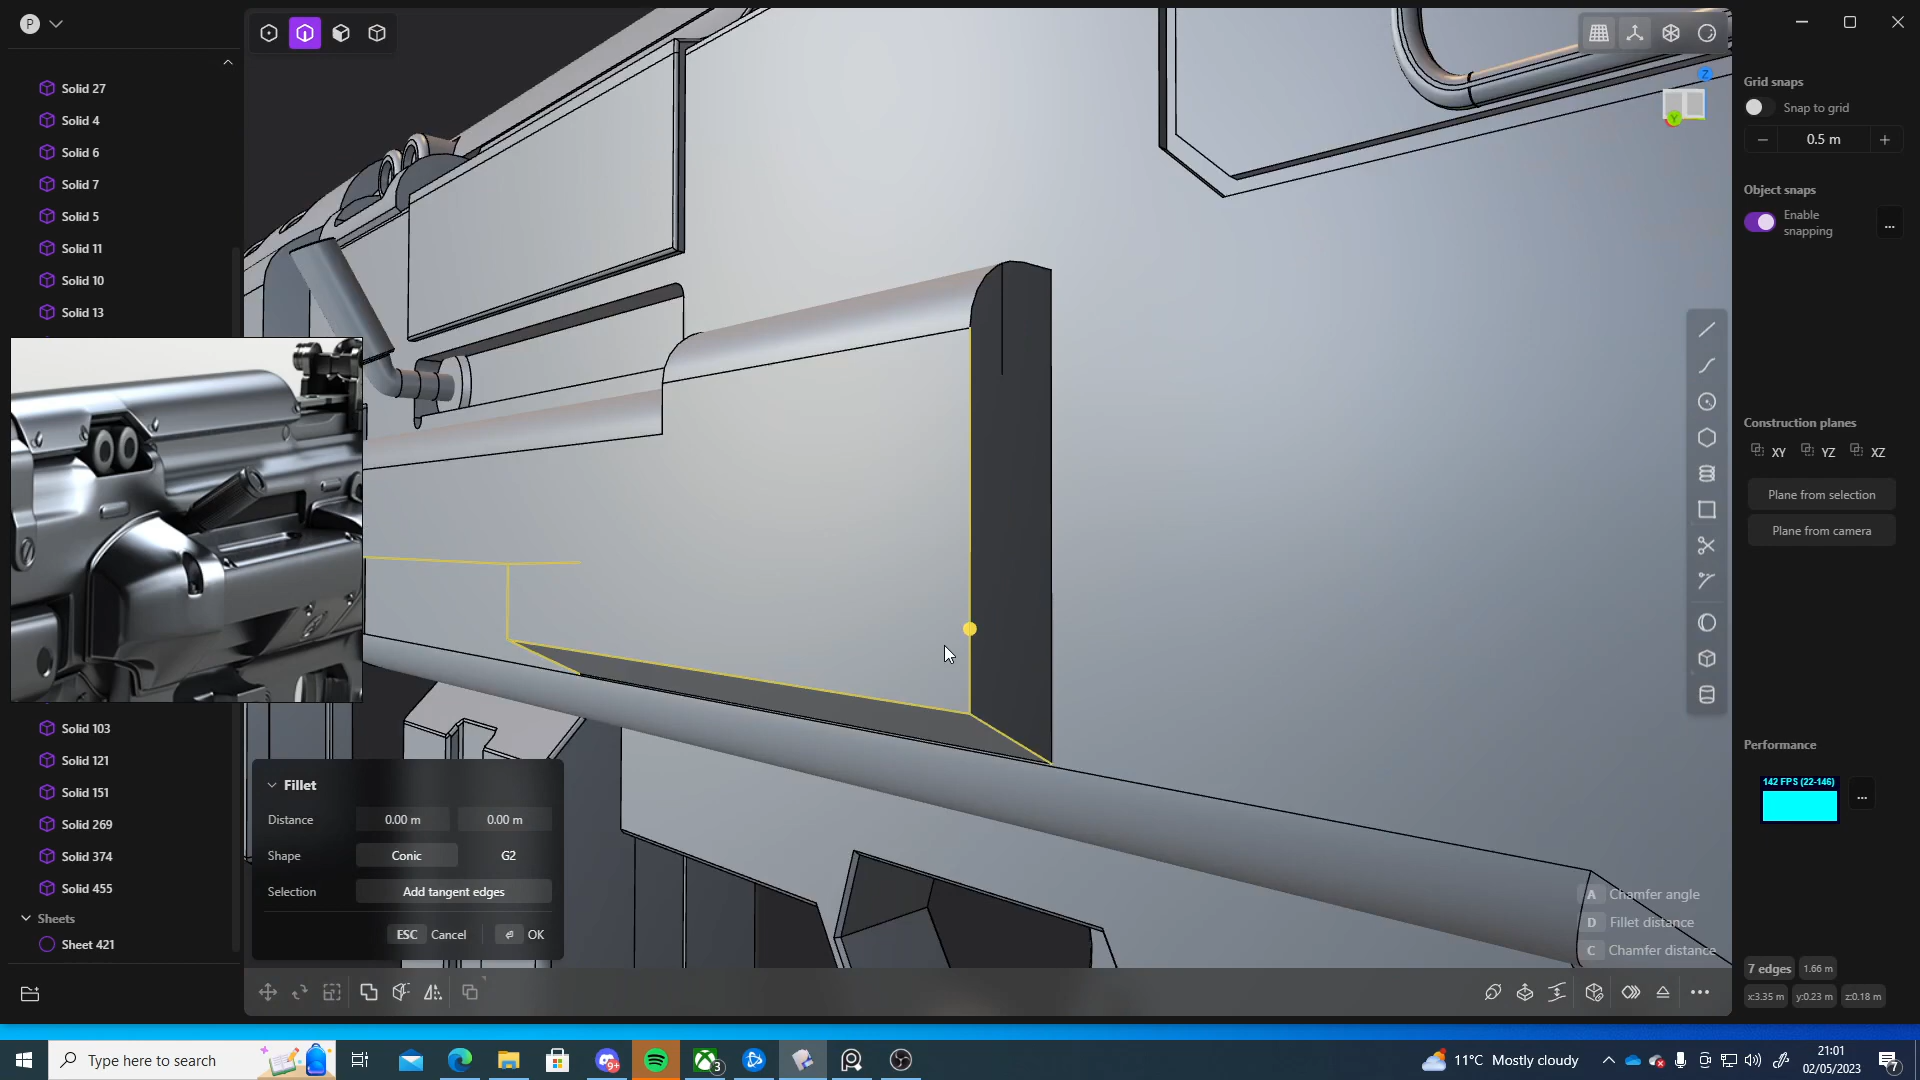 P
Solid 27
Solid 4
Solid 6
Solid 7
Solid 5
Solid 11
Solid 10
Solid 13
Solid 103
Solid 121
Solid 151
Solid 269
Solid 374
Solid 455
Sheets
Sheet 421
Fillet
Distance 0.00 m 0.00 m
Shape Conic G2
Selection Add tangent edges
ESC Cancel OK
Z
Y
A Chamfer angle
D Fillet distance
C Chamfer distance
Grid snaps
Snap to grid
0.5 m
Object snaps
Enable
snapping
...
Construction planes
XY YZ XZ
Plane from selection
Plane from camera
Performance
142 FPS (22-146)
...
7 edges 1.66 m
x:3.35 m y:0.23 m z:0.18 m
Type here to search
9+
3
11°C Mostly cloudy
21:01
02/05/2023
7